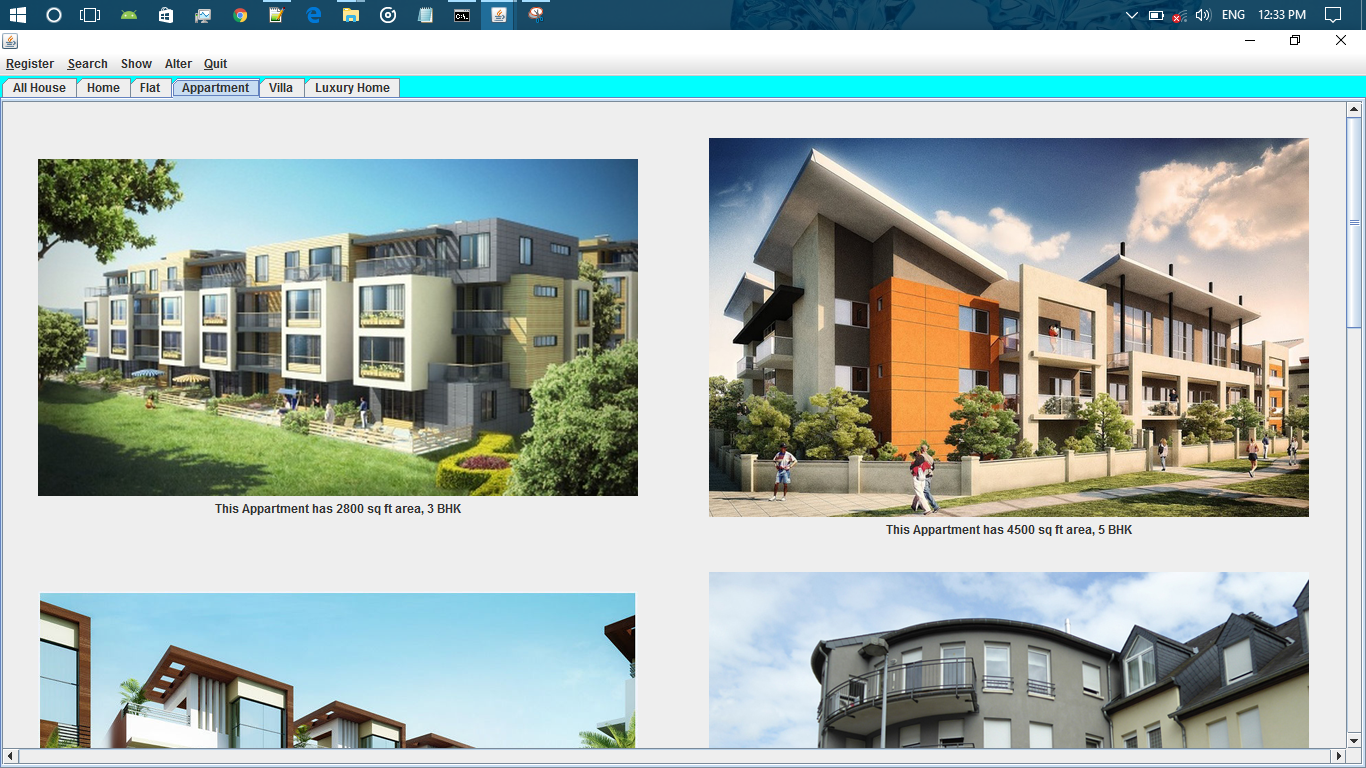 ENG 12:33 PM
Register Search Show Alter Quit
All House Home Flat Appartment Villa Luxury Home
This Appartment has 2800 sq ft area, 3 BHK
This Appartment has 4500 sq ft area, 5 BHK